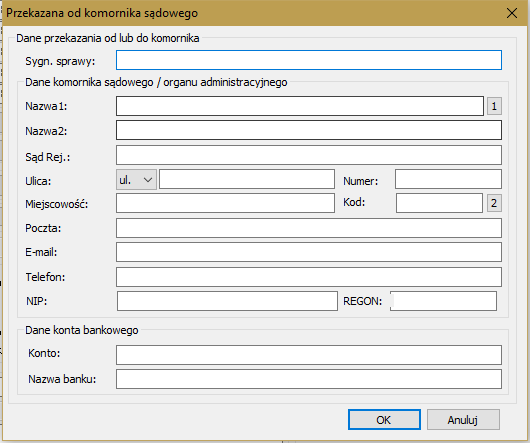 Przekazana od komornika sądowego
Dane przekazania od lub do komornika
Sygn. sprawy:
Dane komornika sądowego / organu administracyjnego
Nazwa1: 1
Nazwa2:
Sąd Rej.:
Ulica: ul. Numer:
Miejscowość: Kod: 2
Poczta:
E-mail:
Telefon:
NIP: REGON:
Dane konta bankowego
Konto:
Nazwa banku:
OK Anuluj